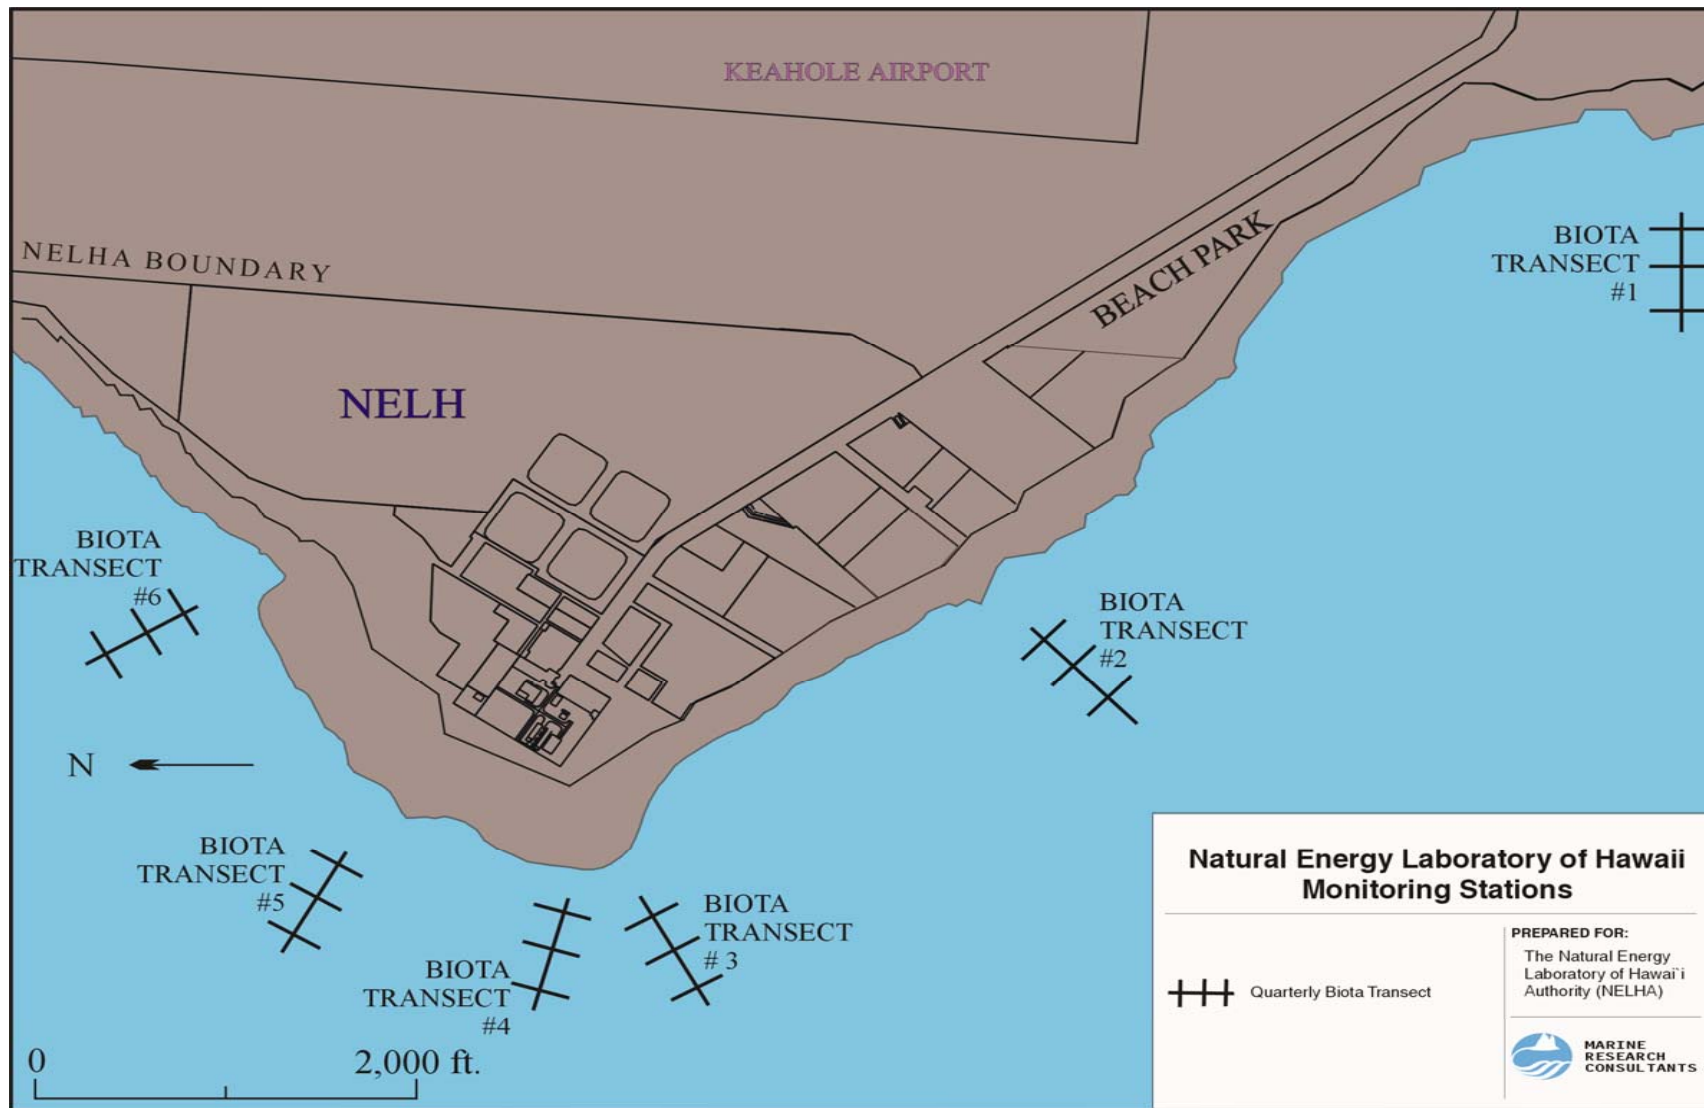 KEAHOLE AIRPORT
NELHA BOUNDARY
BEACH PARK
BIOTA
TRANSECT
#1
NELH
BIOTA
TRANSECT
#6
BIOTA
TRANSECT
#2
N
BIOTA
TRANSECT
#5
BIOTA
TRANSECT
# 3
BIOTA
TRANSECT
#4
0
2,000 ft.
Natural Energy Laboratory of Hawaii
Monitoring Stations
Quarterly Biota Transect
PREPARED FOR:
The Natural Energy
Laboratory of Hawai`i
Authority (NELHA)
MARINE
RESEARCH
CONSULTANTS